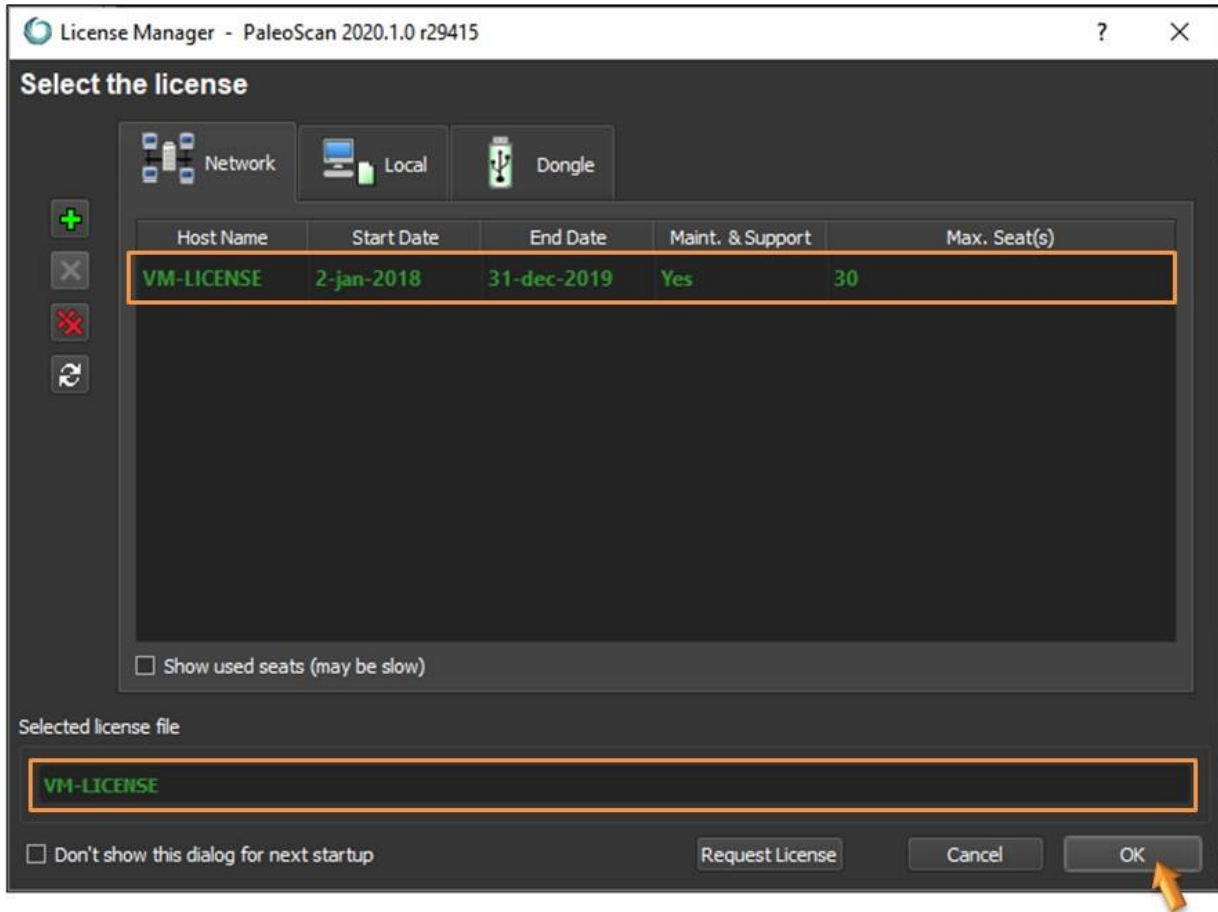 License Manager - PaleoScan 2020.1.0 r29415
Select the license
Network Local Dongle
Host Name Start Date End Date Maint. & Support Max. Seat(s)
VM-LICENSE 2-jan-2018 31-dec-2019 Yes 30
Show used seats (may be slow)
Selected license file
VM-LICENSE
Don't show this dialog for next startup Request License Cancel OK